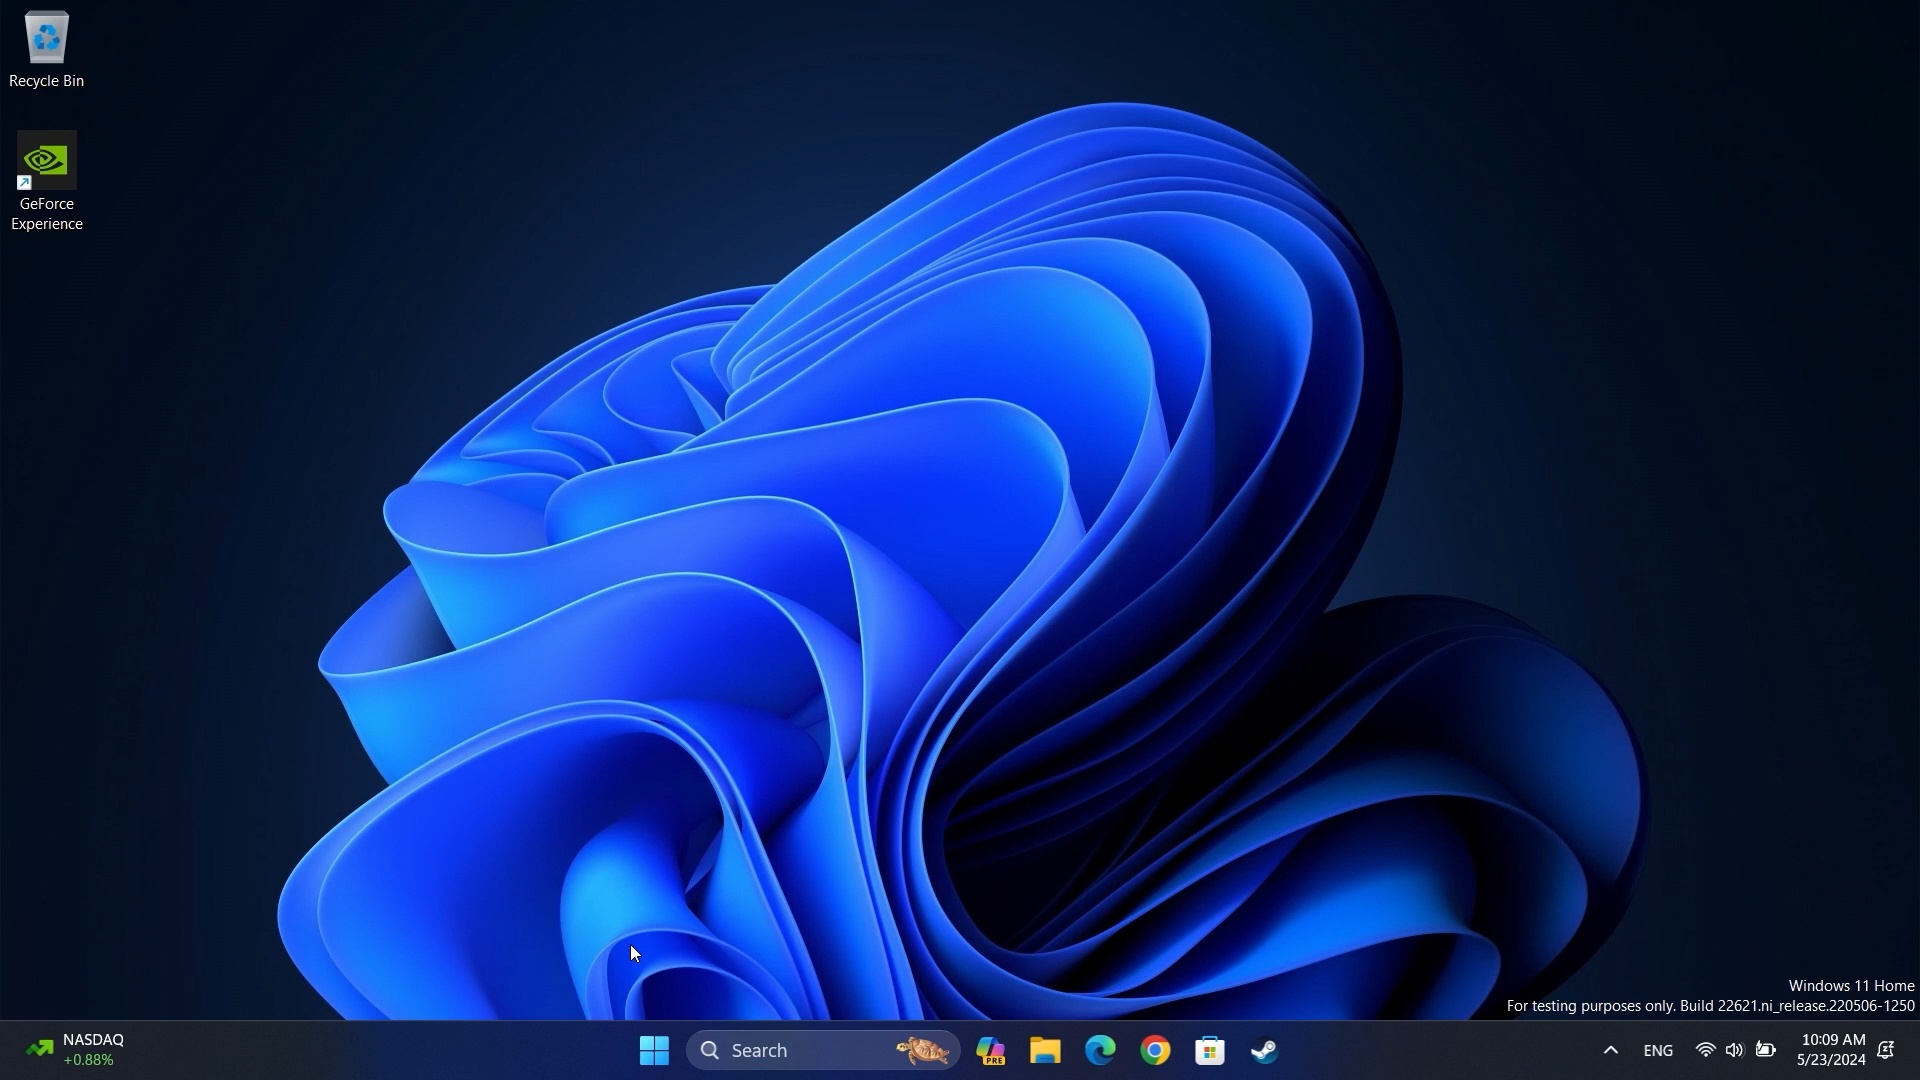 Recycle Bin
GeForce
Experience
Windows 11 Home
For testing purposes only. Build 22621.ni_release.220506-1250
NASDAQ
+0.88%
Search
PRE
ENG
10:09 AM
5/23/2024